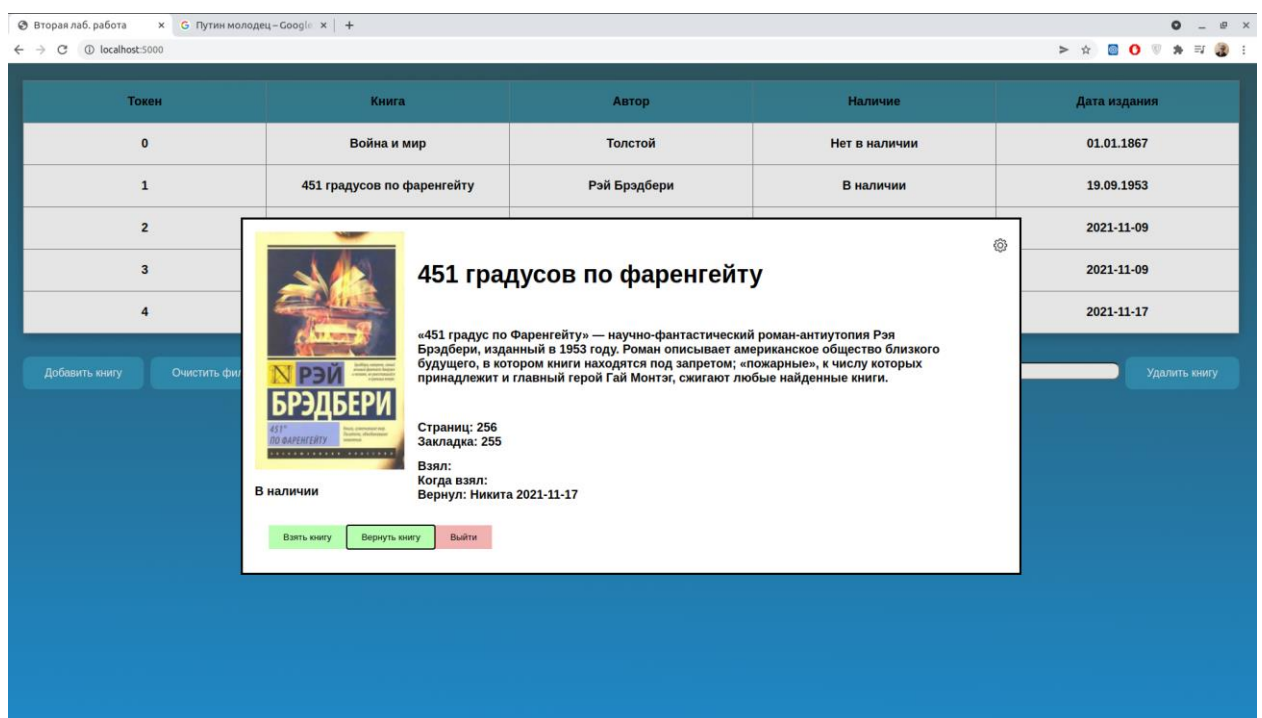 Вторая лаб. работа
Путин молодец – Google
localhost:5000
Токен Книга Автор Наличие Дата издания
0 Война и мир Толстой Нет в наличии 01.01.1867
1 451 градусов по фаренгейту Рэй Брэдбери В наличии 19.09.1953
2 2021-11-09
3 2021-11-09
4 2021-11-17
Добавить книгу Очистить фил Удалить книгу
451 градусов по фаренгейту
«451 градус по Фаренгейту» — научно-фантастический роман-антиутопия Рэя
Брэдбери, изданный в 1953 году. Роман описывает американское общество близкого
будущего, в котором книги находятся под запретом; «пожарные», к числу которых
принадлежит и главный герой Гай Монтэг, сжигают любые найденные книги.
N РЭЙ
БРЭДБЕРИ
451°
ПО ФАРЕНГЕЙТУ
Страниц: 256
Закладка: 255
Взял:
Когда взял:
Вернул: Никита 2021-11-17
В наличии
Взять книгу Вернуть книгу Выйти